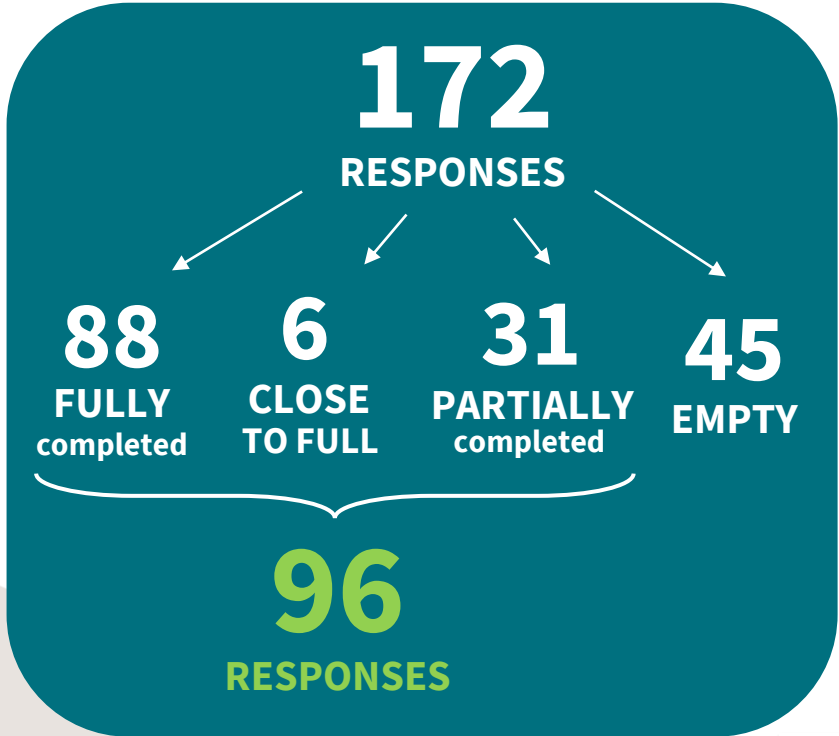 172
RESPONSES
88
FULLY
completed
6
CLOSE
TO FULL
31
PARTIALLY
completed
45
EMPTY
96
RESPONSES